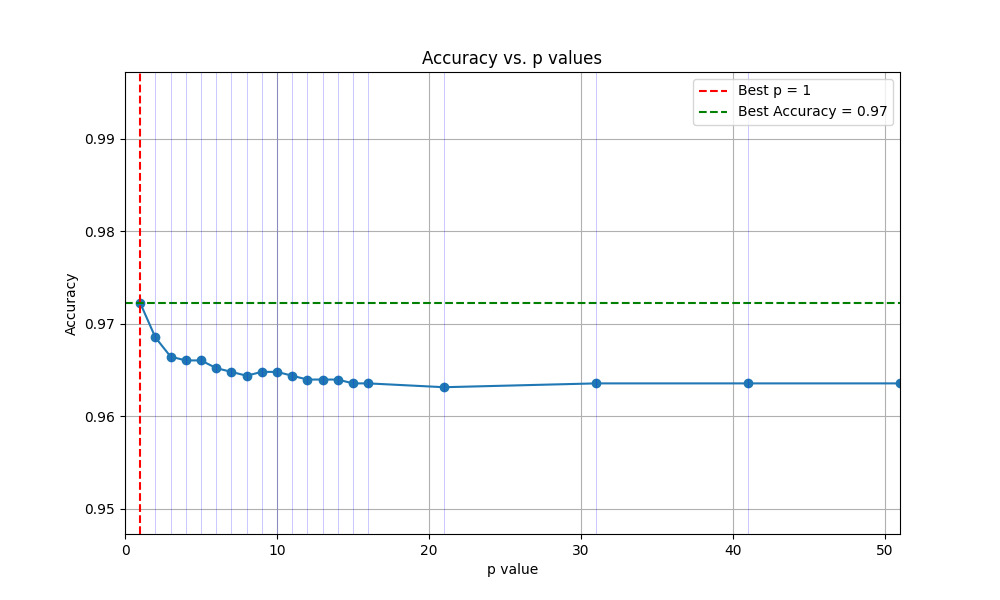 Accuracy vs. p values
Best p = 1
Best Accuracy = 0.97
0.99
0.98
0.97
0.96
0.95
Accuracy
0
10
20
30
40
50
p value